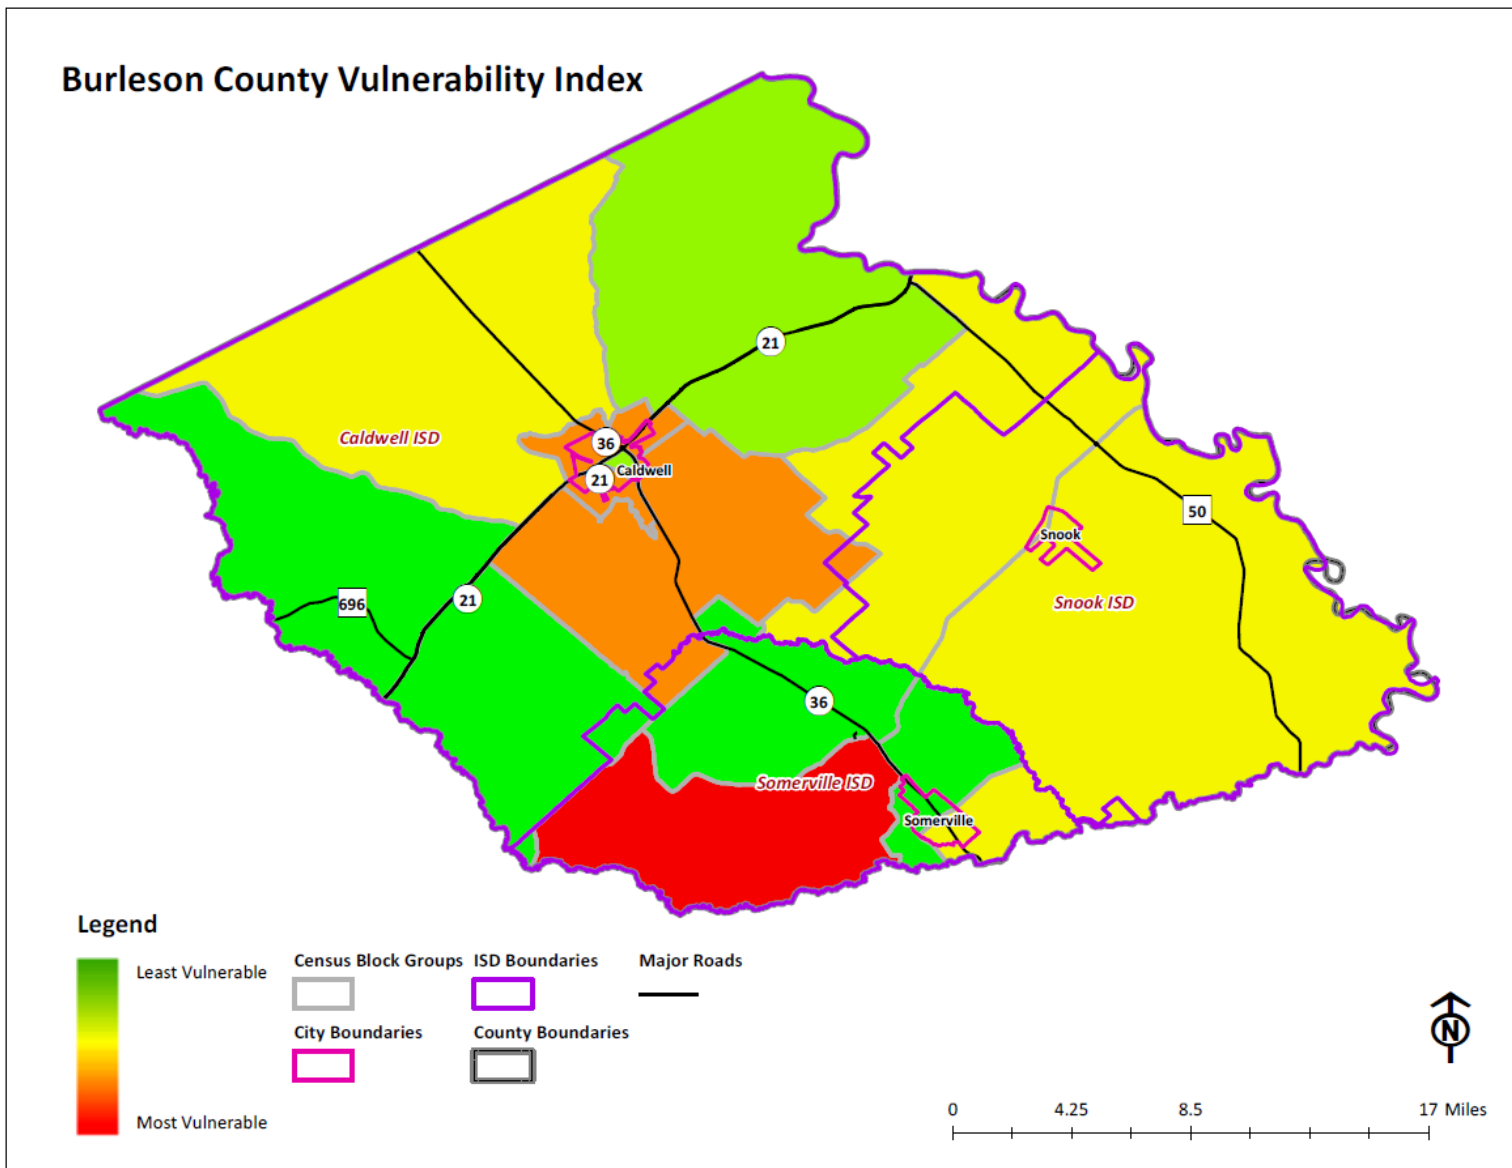 Burleson County Vulnerability Index
21
Caldwell ISD
36
Caldwell
21
50
Snook
696
21
Snook ISD
36
Somerville ISD
Somerville
Legend
Least Vulnerable
Most Vulnerable
Census Block Groups
ISD Boundaries
Major Roads
City Boundaries
County Boundaries
N
0 4.25 8.5 17 Miles